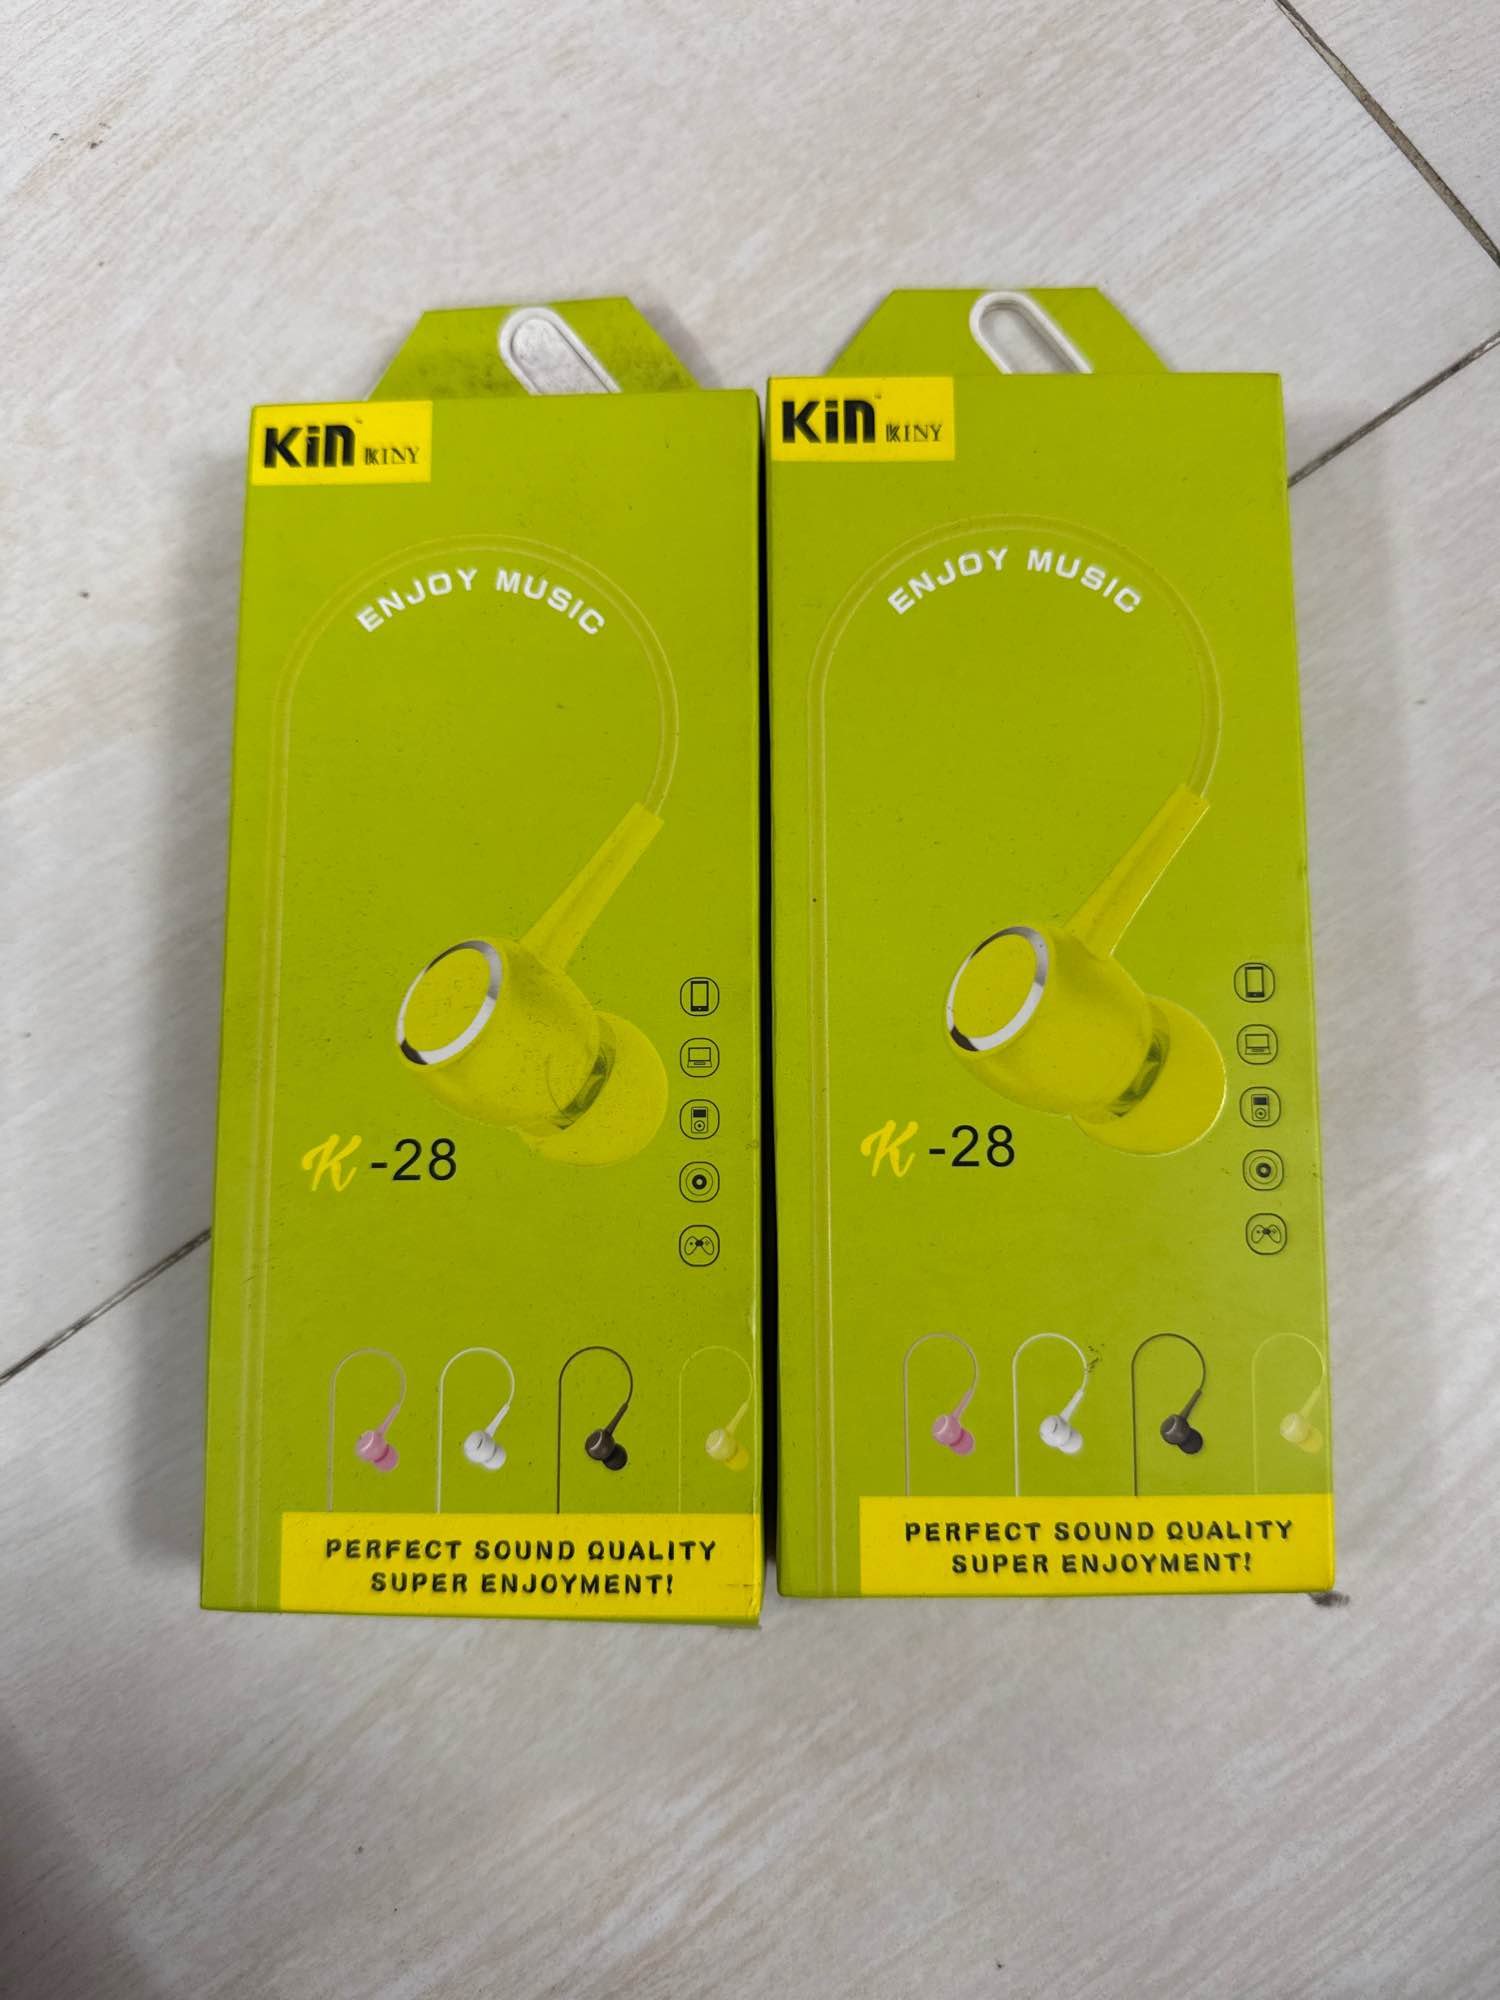 KiN KINY
ENJOY MUSIC
K -28
PERFECT SOUND QUALITY
SUPER ENJOYMENT!
KiN KINY
ENJOY MUSIC
K -28
PERFECT SOUND QUALITY
SUPER ENJOYMENT!